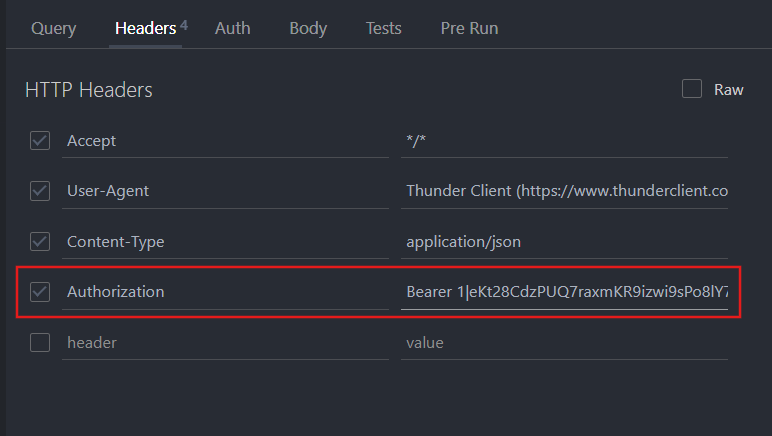 Query Headers 4 Auth Body Tests Pre Run
HTTP Headers Raw
Accept */*
User-Agent Thunder Client (https://www.thunderclient.co
Content-Type application/json
Authorization Bearer 1|eKt28CdzPUQ7raxmKR9izwi9sPo8lY7
header value